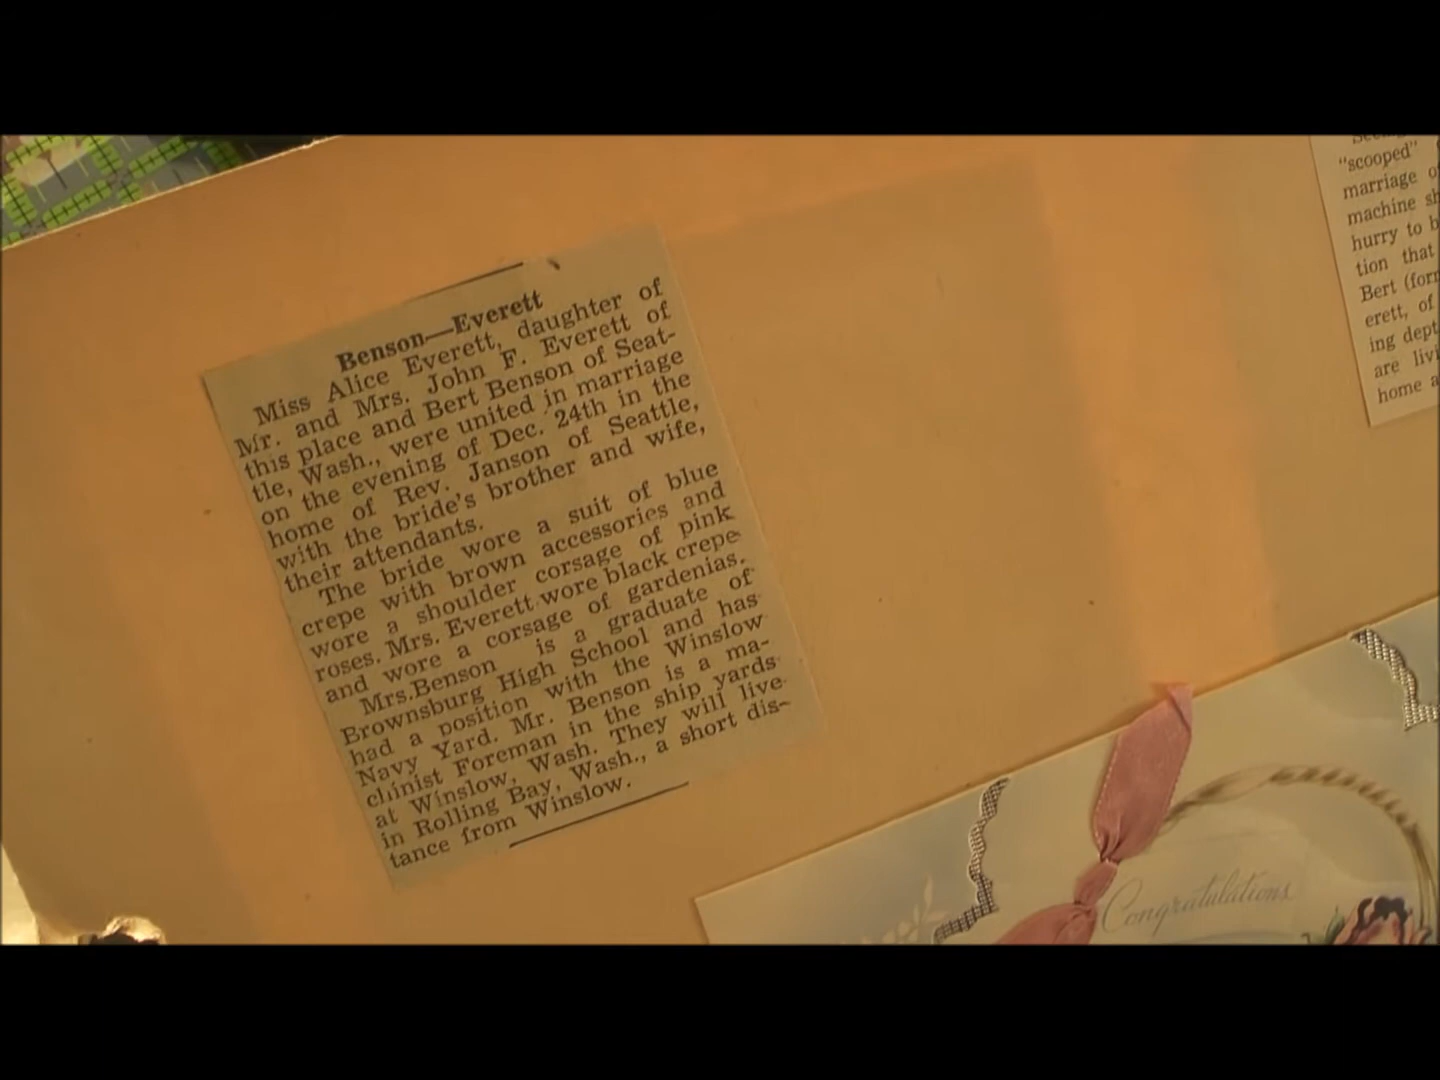 Benson—Everett
Miss Alice Everett, daughter of
Mr. and Mrs. John F. Everett of
this place and Bert Benson of Seat-
tle, Wash., were united in marriage
on the evening of Dec. 24th in the
home of Rev. Janson of Seattle,
with the bride's brother and wife,
their attendants.
The bride wore a suit of blue
crepe with brown accessories and
wore a shoulder corsage of pink
roses. Mrs. Everett wore black crepe
and wore a corsage of gardenias.
Mrs.Benson is a graduate of
Brownsburg High School and has
had a position with the Winslow
Navy Yard. Mr. Benson is a ma-
chinist Foreman in the ship yards
at Winslow, Wash. They will live
in Rolling Bay, Wash., a short dis-
tance from Winslow.
"scooped"
marriage
machine
hurry to
tion that
Bert
erett, of
ing dept
are
home
Congratulations